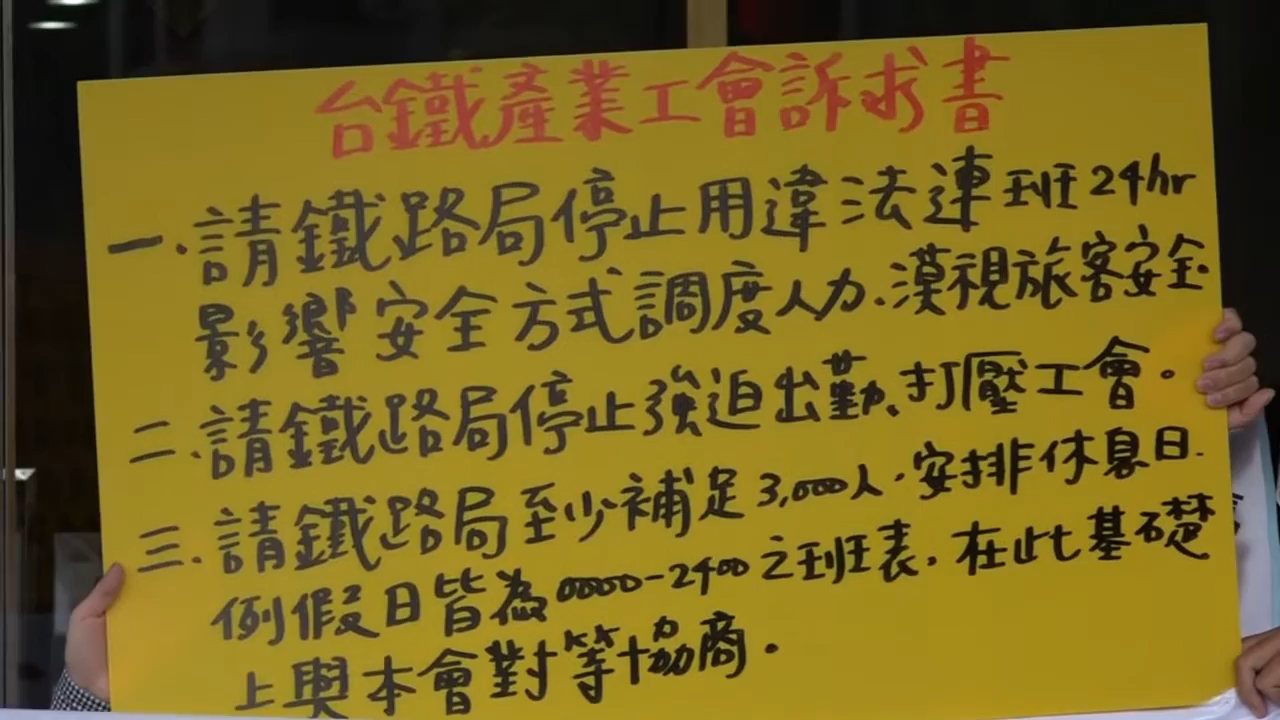 台鐵產業工會訴求書
一、請鐵路局停止用違法連班24hr
影響安全方式調度人力、漠視旅客安全.
二、請鐵路局停止強迫出勤、打壓工會。
三、請鐵路局至少補足3,000人,安排休息日.
例假日皆為0000-2400之班表,在此基礎
上與本會對等協商。